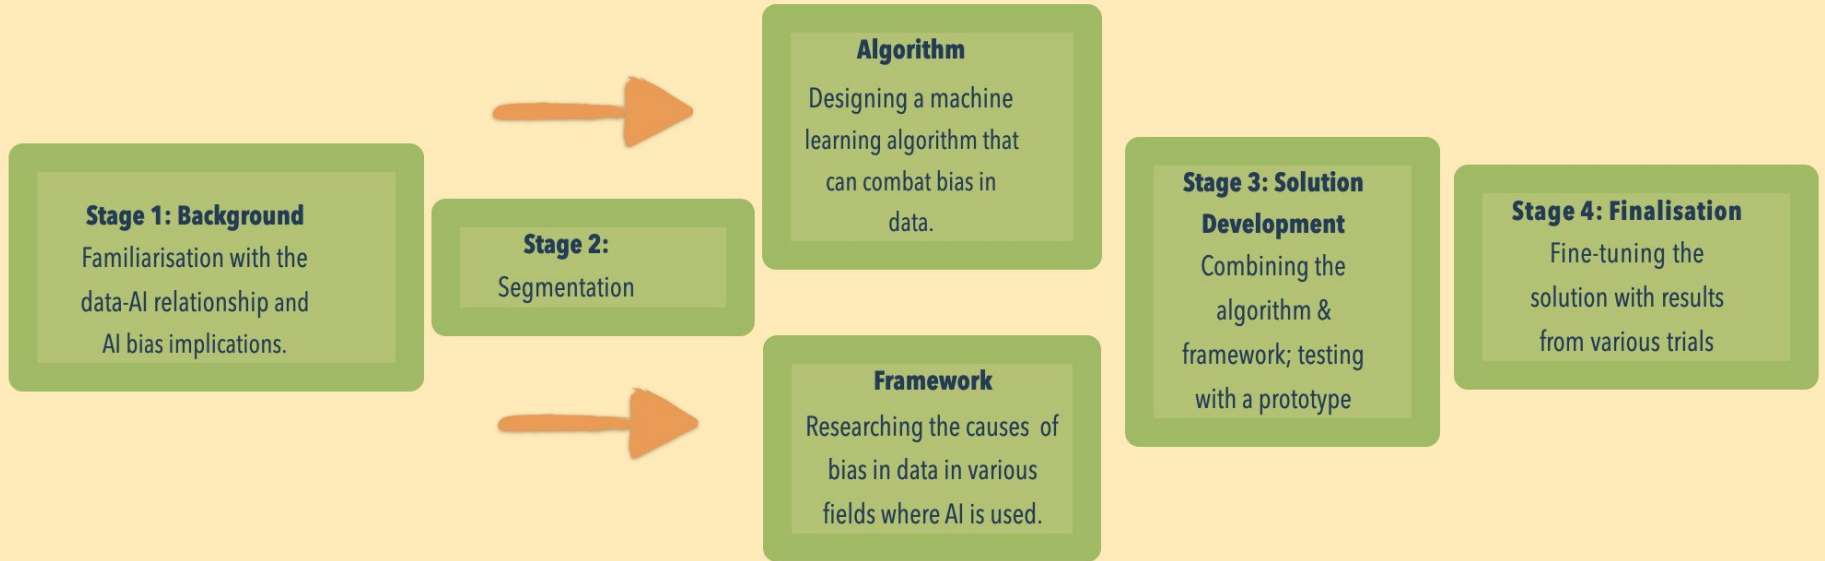 Stage 1: Background
Familiarisation with the
data-AI relationship and
AI bias implications.
Stage 2:
Segmentation
Algorithm
Designing a machine
learning algorithm that
can combat bias in
data.
Framework
Researching the causes of
bias in data in various
fields where AI is used.
Stage 3: Solution
Development
Combining the
algorithm &
framework; testing
with a prototype
Stage 4: Finalisation
Fine-tuning the
solution with results
from various trials